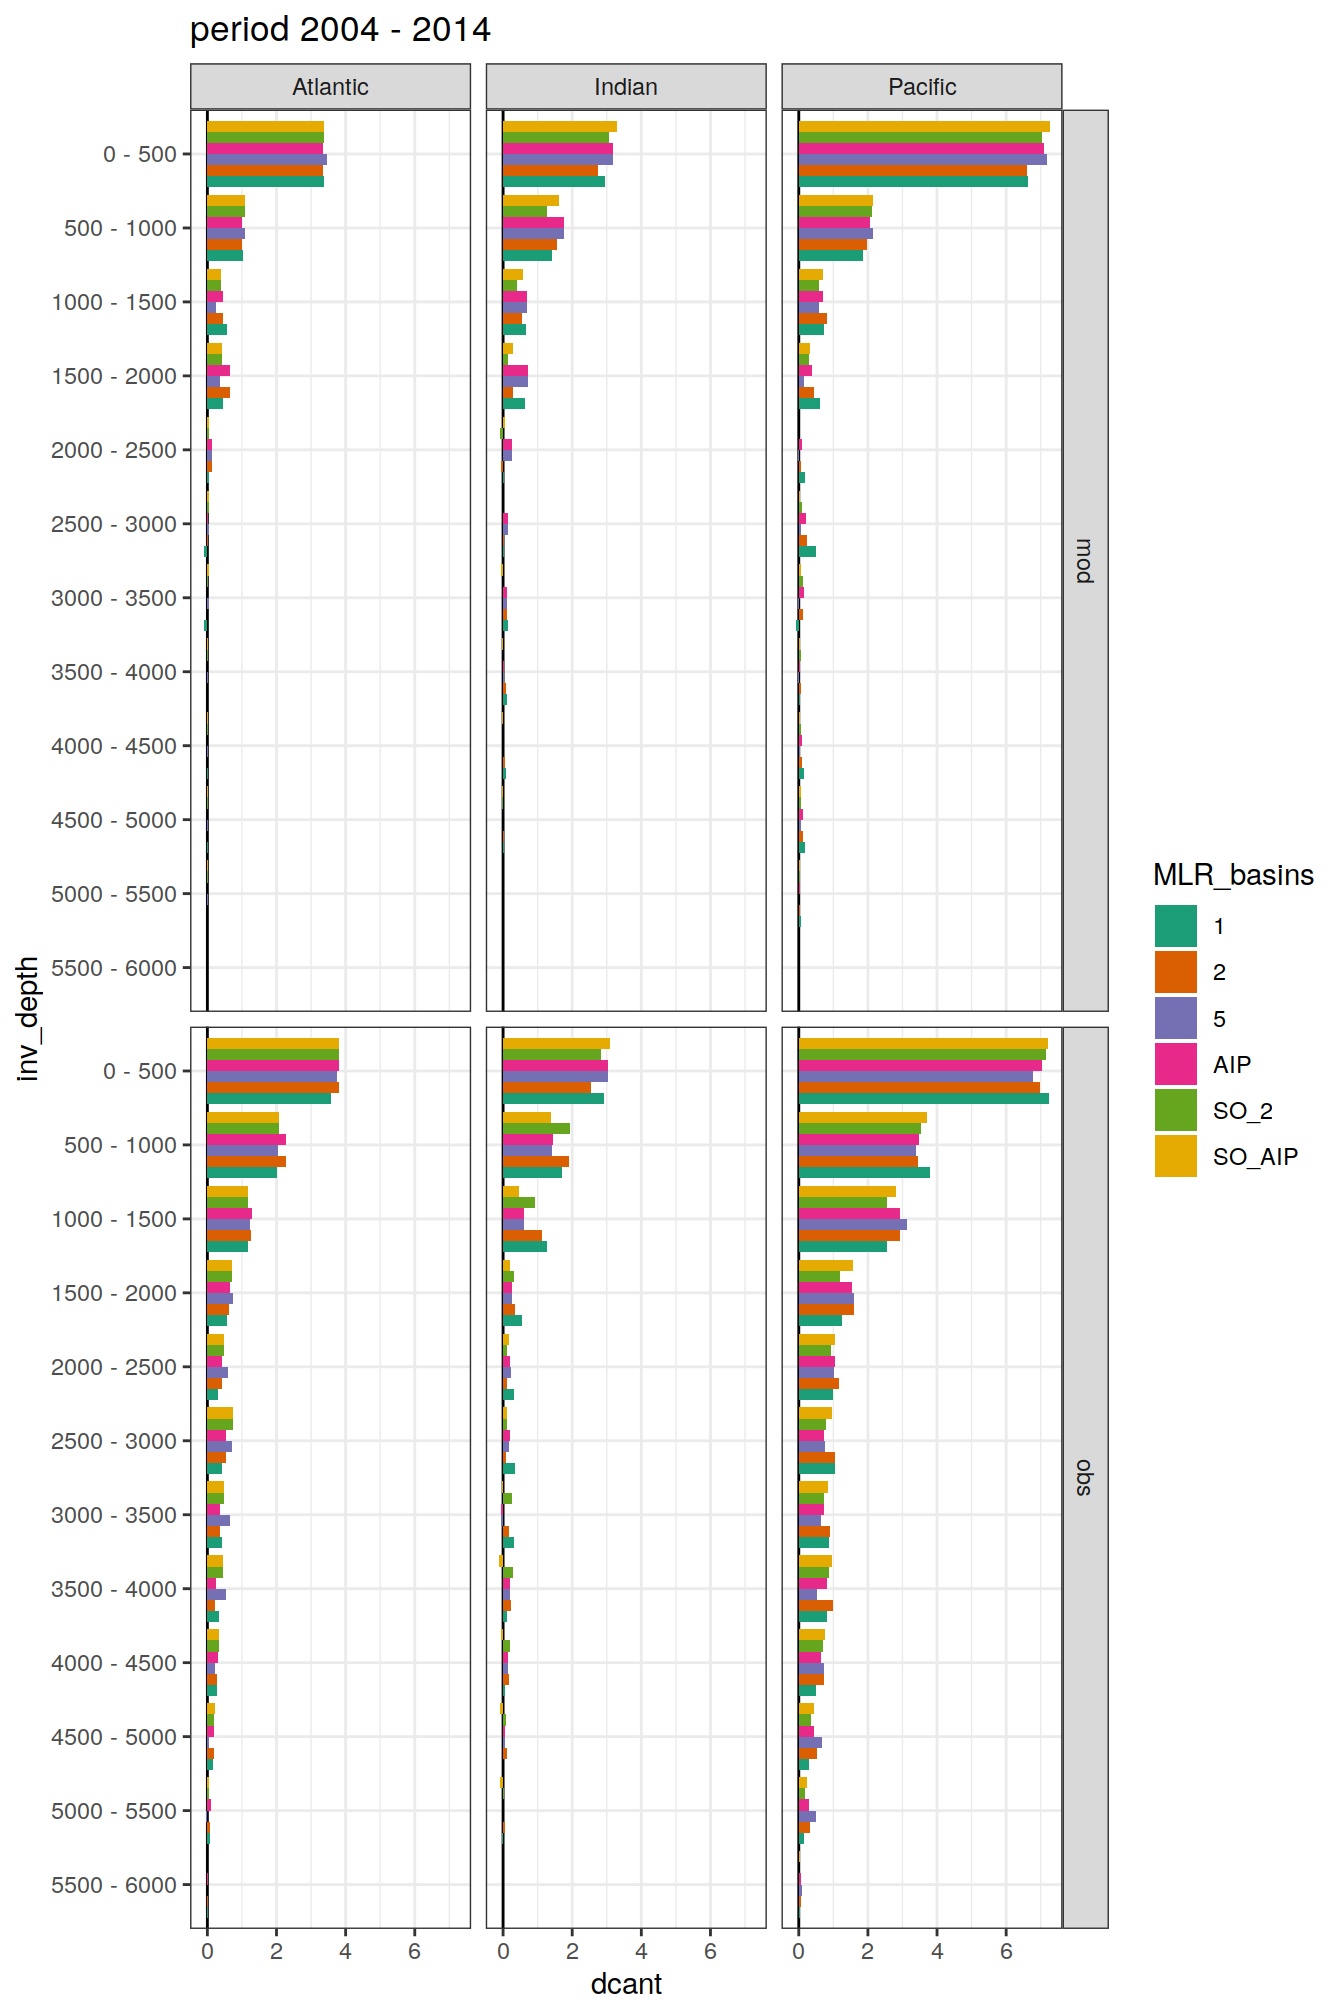 period 2004 - 2014
Atlantic
Indian
Pacific
0 - 500
500 - 1000
1000 - 1500
1500 - 2000
2000 - 2500
2500 - 3000
3000 - 3500
3500 - 4000
4000 - 4500
4500 - 5000
5000 - 5500
5500 - 6000
mod
0 - 500
500 - 1000
1000 - 1500
1500 - 2000
2000 - 2500
2500 - 3000
3000 - 3500
3500 - 4000
4000 - 4500
4500 - 5000
5000 - 5500
5500 - 6000
obs
inv_depth
0 2 4 6
0 2 4 6
0 2 4 6
dcant
MLR_basins
1
2
5
AIP
SO_2
SO_AIP